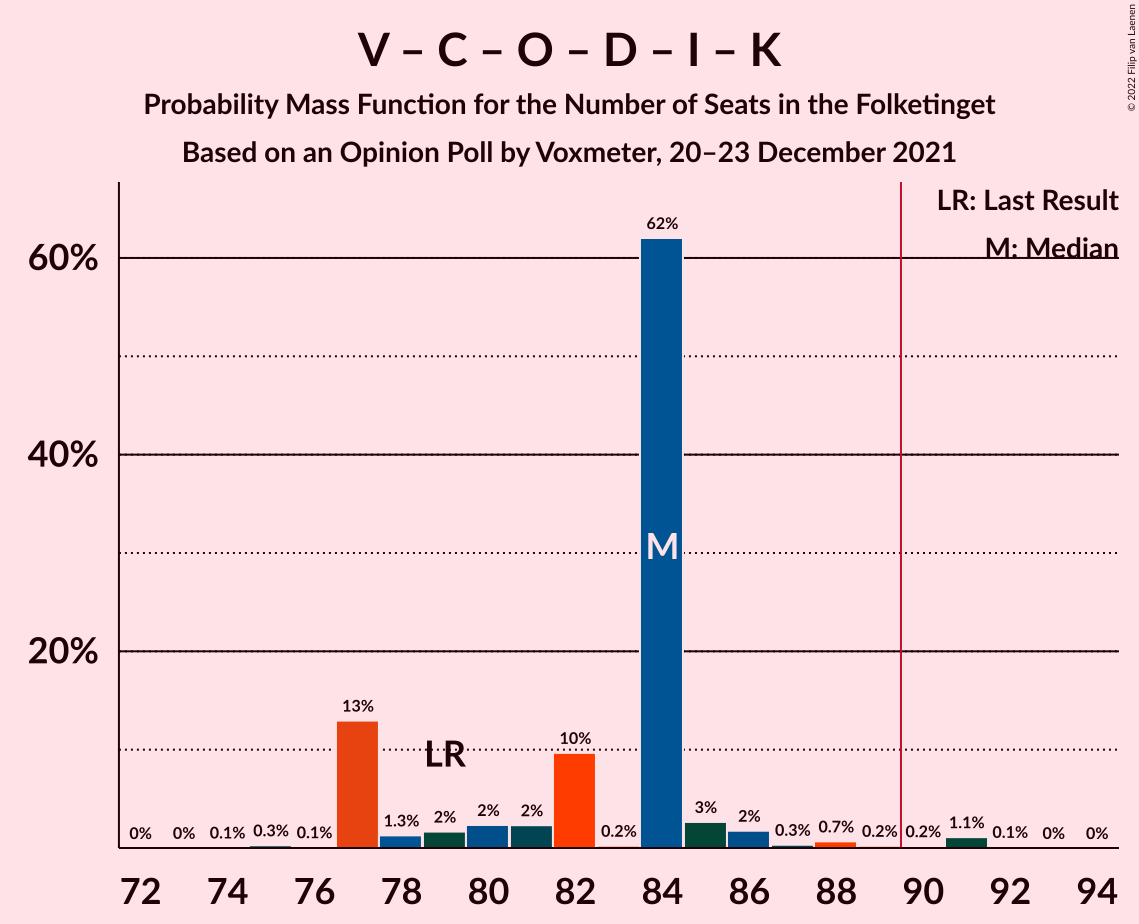 V – C – O – D – I – K
Probability Mass Function for the Number of Seats in the Folketinget
Based on an Opinion Poll by Voxmeter, 20–23 December 2021
© 2022 Filip van Laenen
LR: Last Result
M: Median
60%
40%
20%
0%
0%
0.1%
0.3%
0.1%
13%
1.3%
2%
2%
2%
10%
0.2%
62%
3%
2%
0.3%
0.7%
0.2%
0.2%
1.1%
0.1%
0%
0%
LR
M
72 74 76 78 80 82 84 86 88 90 92 94